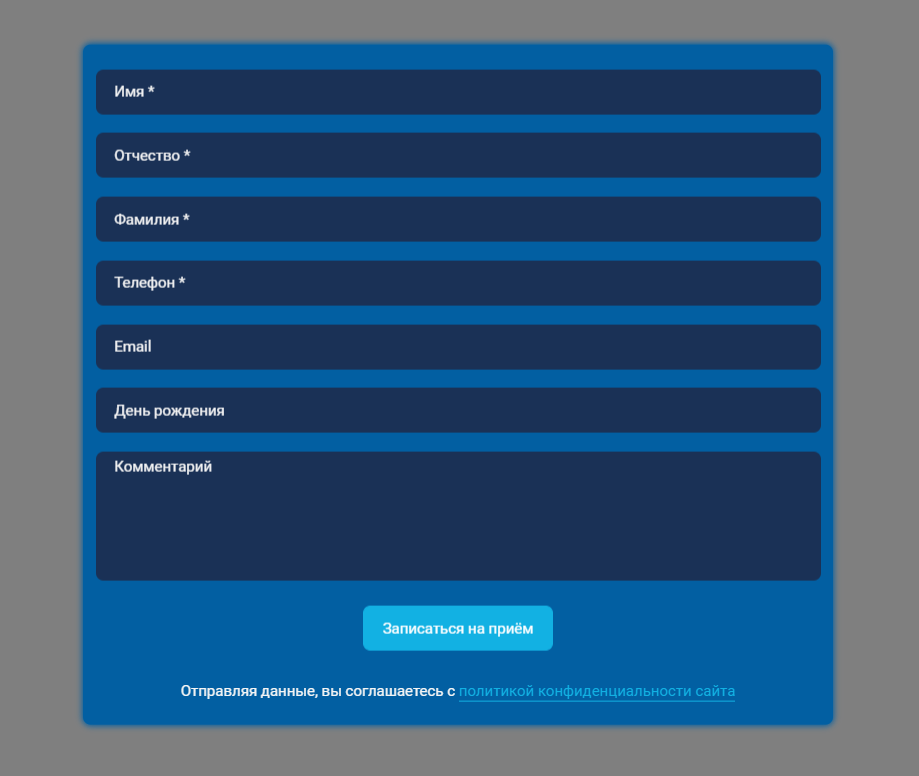 Имя *
Отчество *
Фамилия *
Телефон *
Email
День рождения
Комментарий
Записаться на приём
Отправляя данные, вы соглашаетесь с политикой конфиденциальности сайта